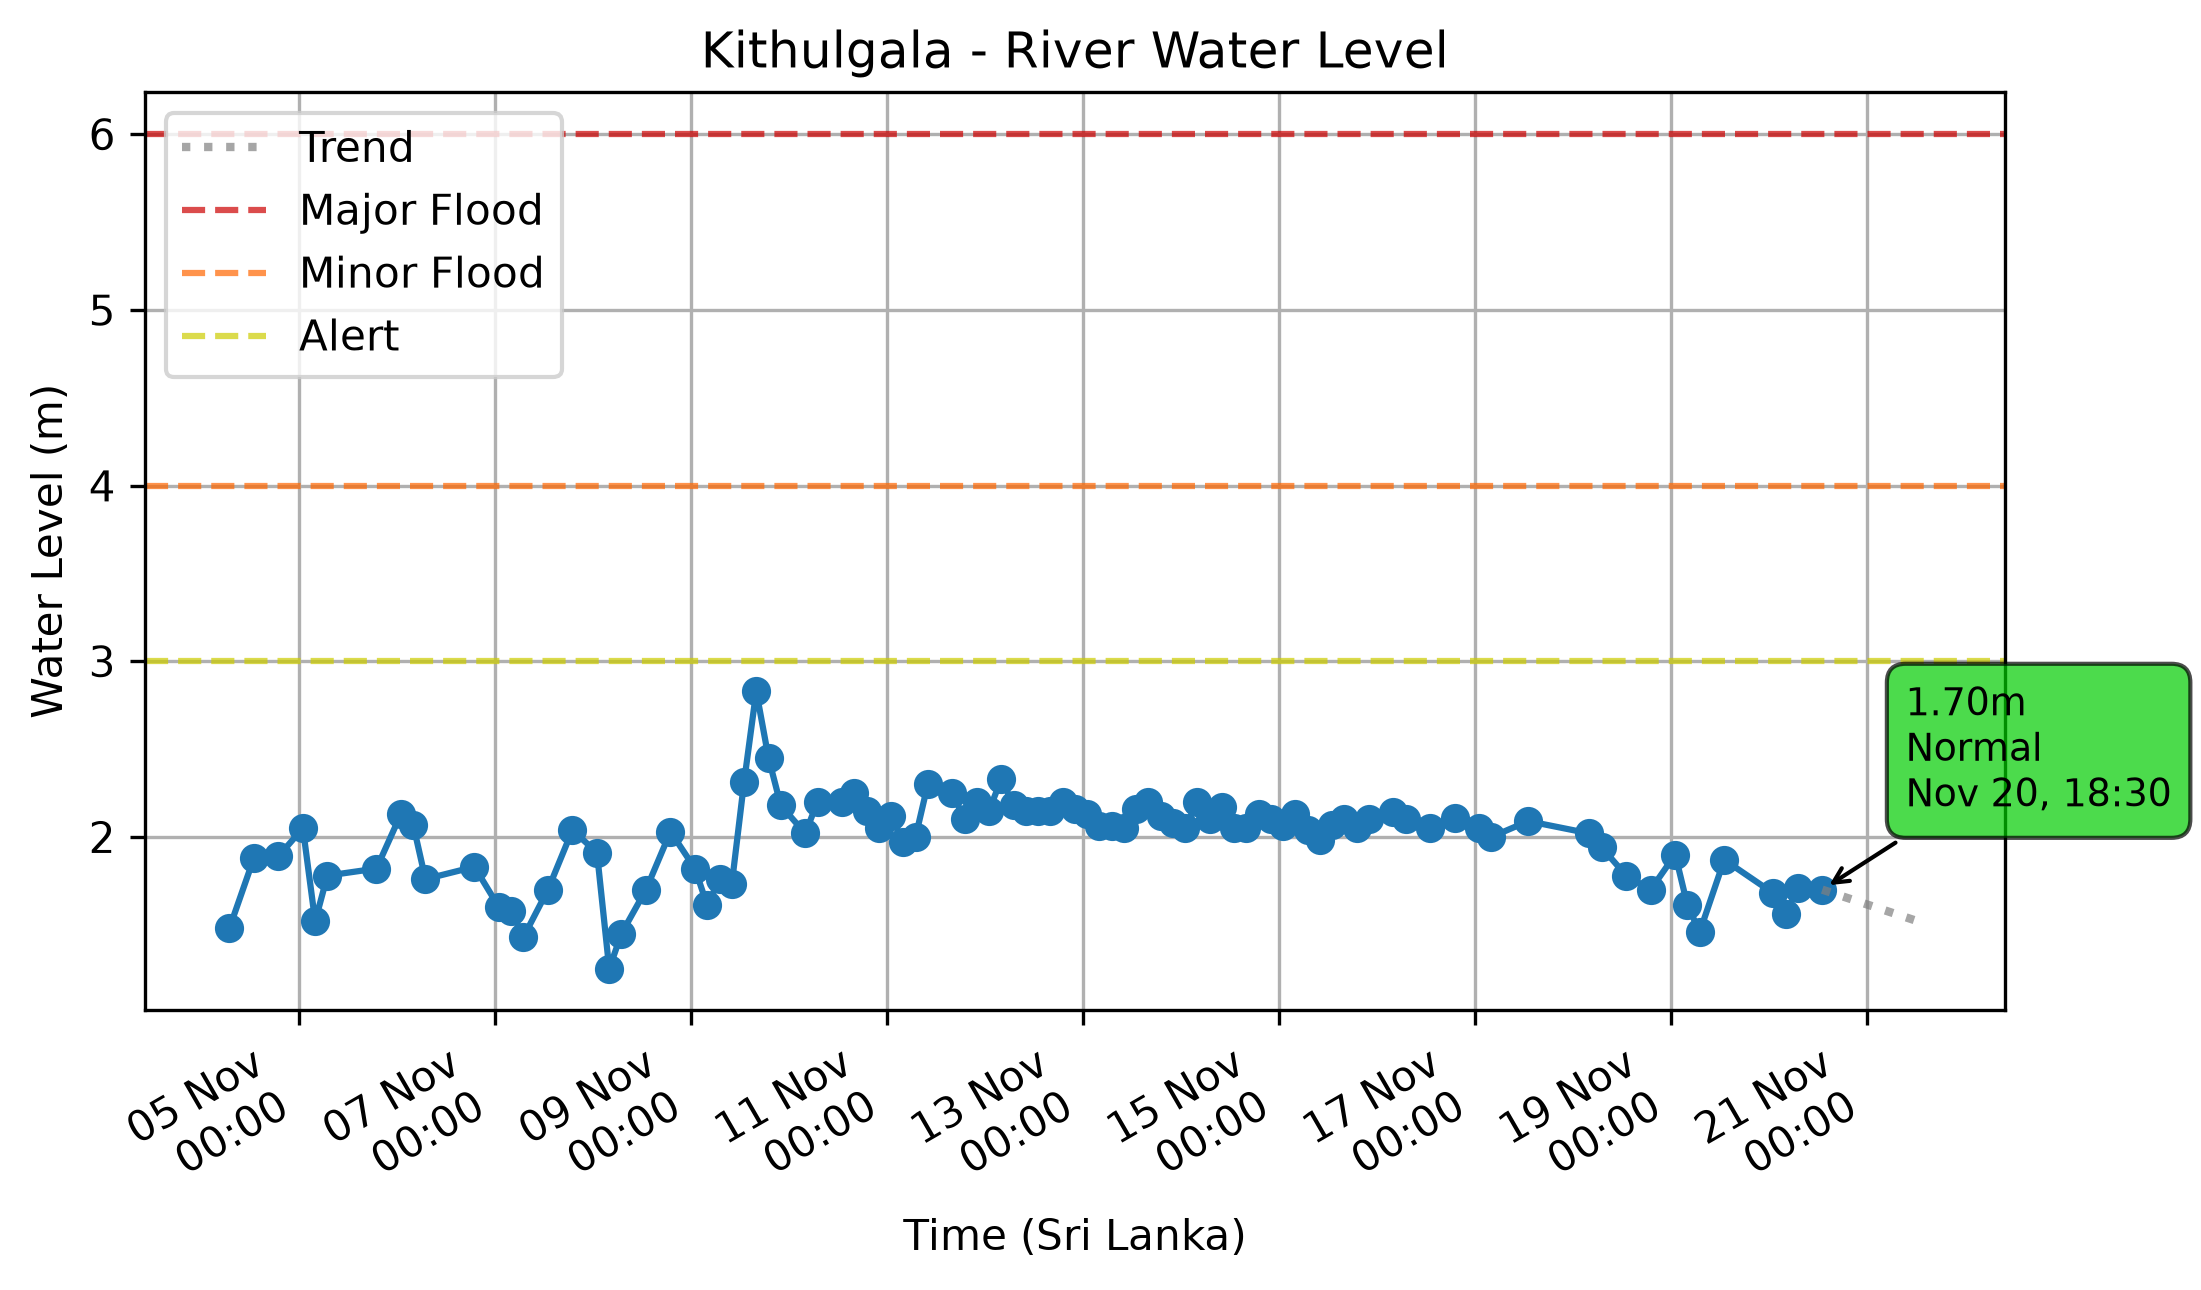 Kithulgala - River Water Level
Trend
Major Flood
Minor Flood
Alert
6
5
4
3
2
Water Level (m)
1.70m
Normal
Nov 20, 18:30
05 Nov
00:00
07 Nov
00:00
09 Nov
00:00
11 Nov
00:00
13 Nov
00:00
15 Nov
00:00
17 Nov
00:00
19 Nov
00:00
21 Nov
00:00
Time (Sri Lanka)